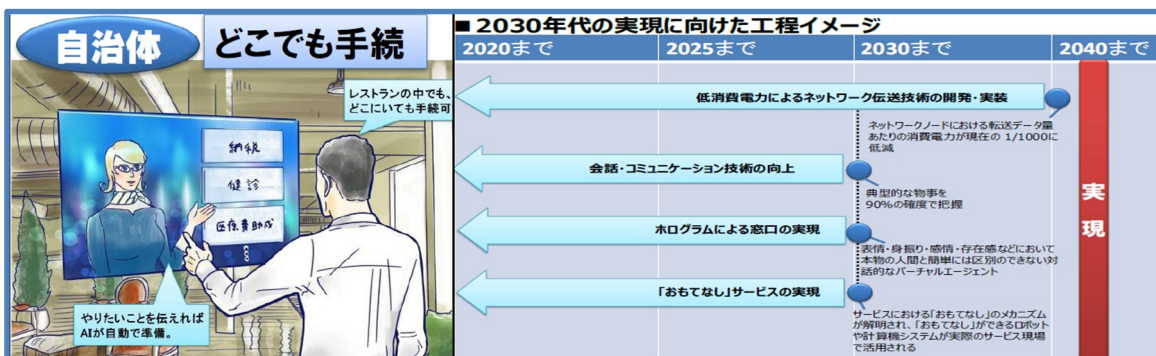 自治体
どこでも手続
レストランの中でも、
どこにいても手続可
納税
健診
医療費助成
やりたいことを伝えれば
AIが自動で準備。
■ 2030年代の実現に向けた工程イメージ
2020まで
2025まで
2030まで
2040まで
低消費電力によるネットワーク伝送技術の開発・実装
ネットワークノードにおける転送データ量
あたりの消費電力が現在の 1/1000に
低減
会話・コミュニケーション技術の向上
典型的な物事を
90%の確度で把握
ホログラムによる窓口の実現
表情・身振り・感情・存在感などにおいて
本物の人間と簡単には区別のできない対
話的なバーチャルエージェント
「おもてなし」サービスの実現
サービスにおける「おもてなし」のメカニズム
が解明され、「おもてなし」ができるロボット
や計算機システムが実際のサービス現場
で活用される
実現